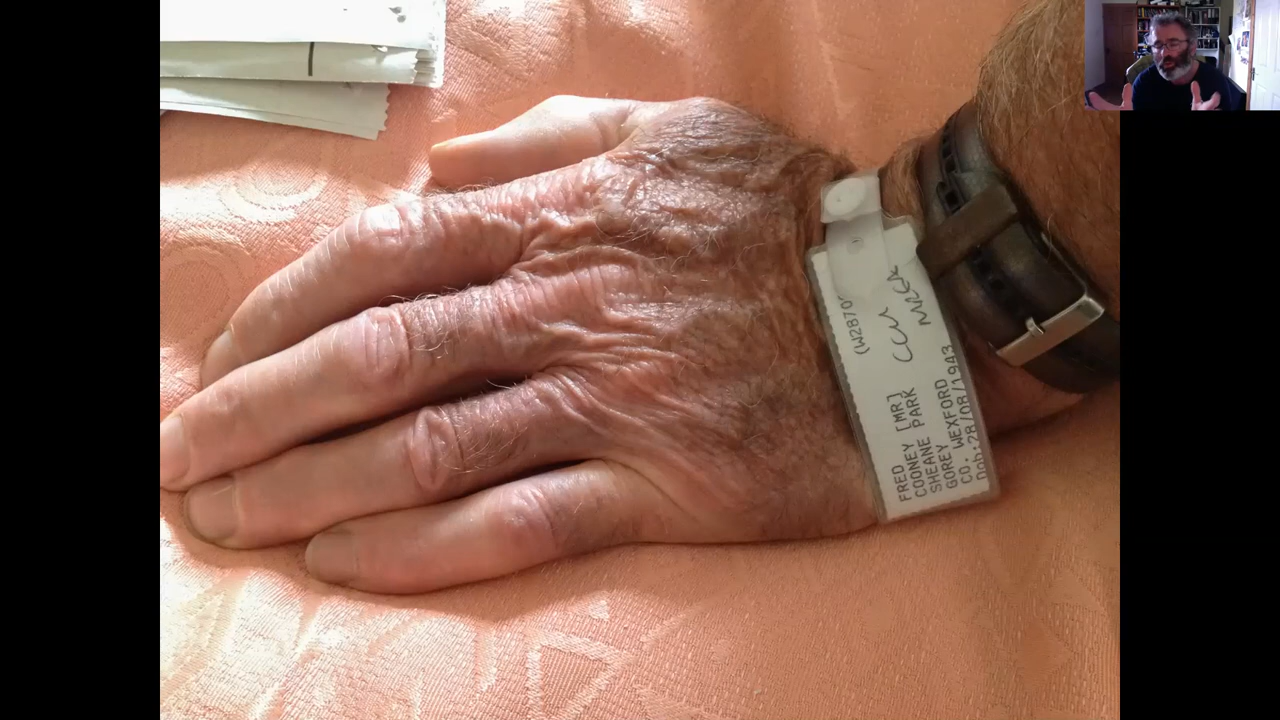 FRED (W2870
COONEY [MR]
SHEANE PARK
GOREY
CO. WEXFORD
Dob:28/08/1943